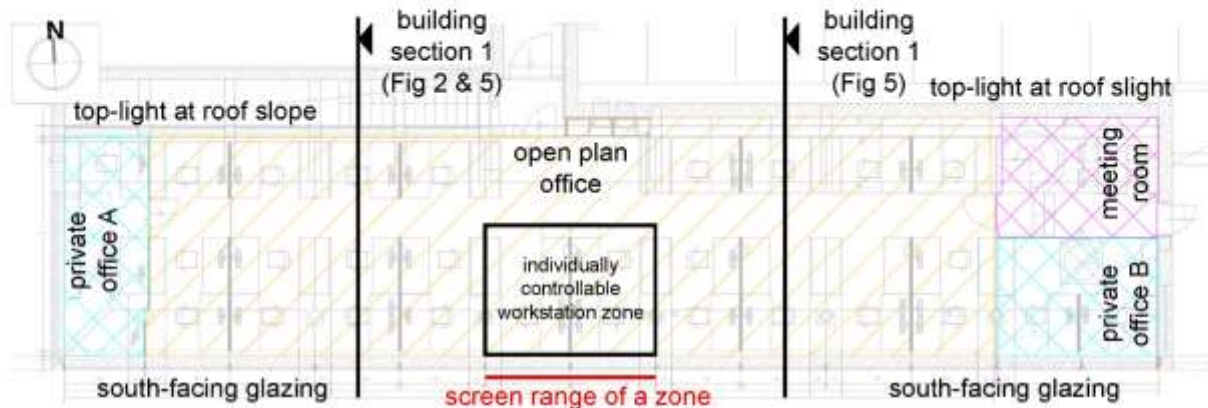 N
building
section 1
(Fig 2 & 5)
building
section 1
(Fig 5)
top-light at roof slope
top-light at roof slight
open plan
office
private
office A
meeting
room
individually
controllable
workstation zone
private
office B
south-facing glazing
screen range of a zone
south-facing glazing